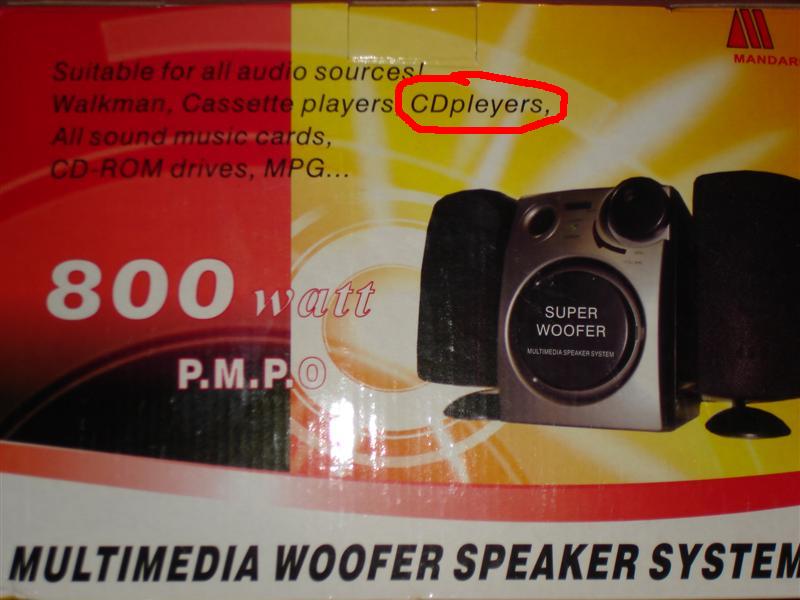 MANDAR
Suitable for all audio sources!
Walkman, Cassette players, CDpleyers,
All sound music cards,
CD-ROM drives, MPG...
800 watt
P.M.P.O
SUPER
WOOFER
MULTIMEDIA SPEAKER SYSTEM
MULTIMEDIA WOOFER SPEAKER SYSTEM